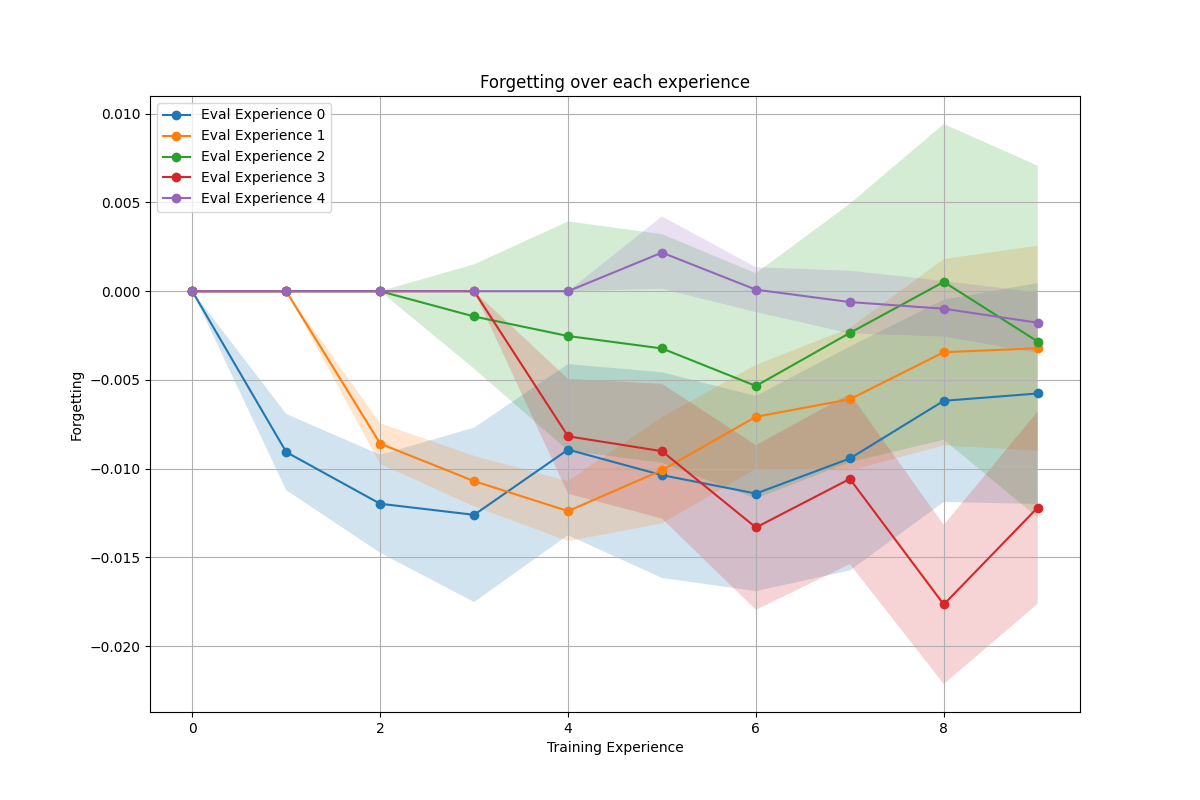 Forgetting over each experience
Eval Experience 0
Eval Experience 1
Eval Experience 2
Eval Experience 3
Eval Experience 4
0.010
0.005
0.000
−0.005
−0.010
−0.015
−0.020
Forgetting
0 2 4 6 8
Training Experience